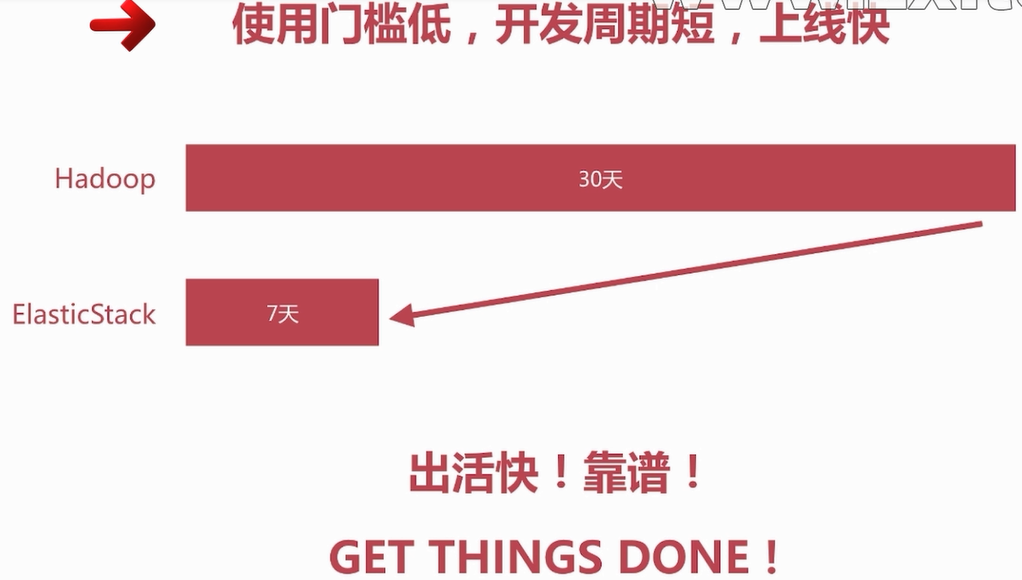 使用门槛低，开发周期短，上线快
Hadoop
30天
ElasticStack
7天
出活快！靠谱！
GET THINGS DONE！